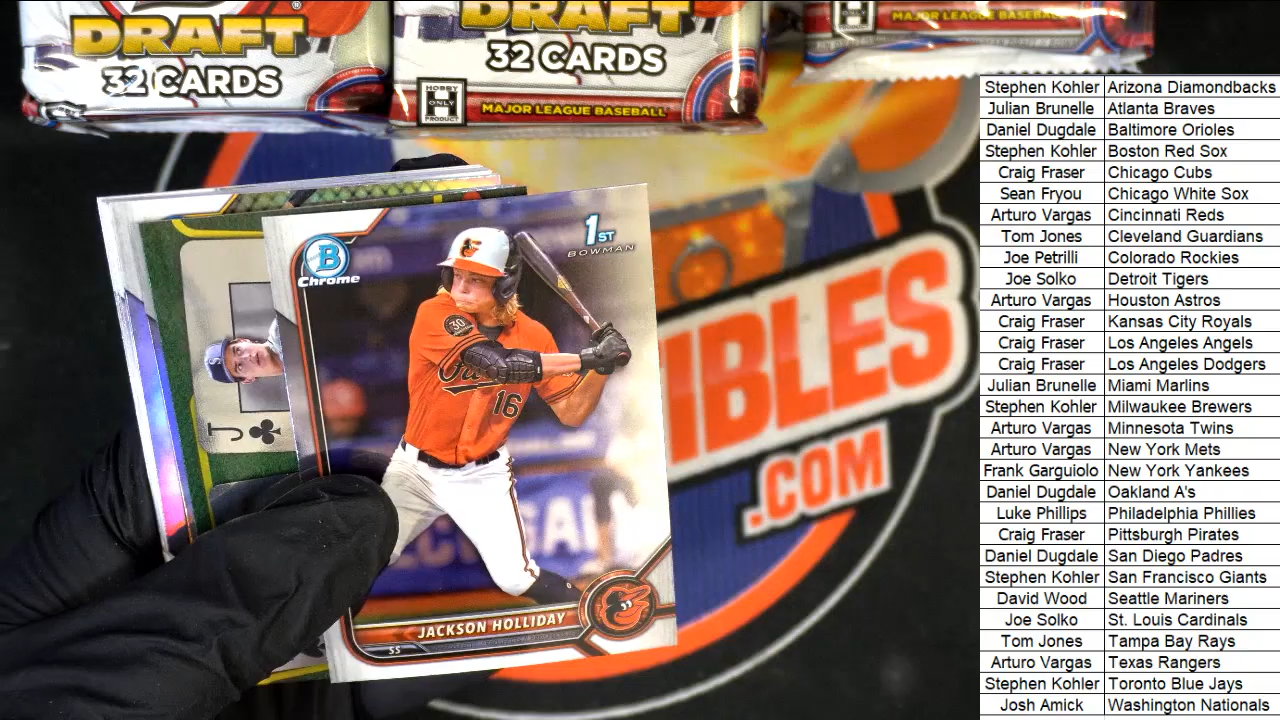 DRAFT
32 CARDS
DRAFT
32 CARDS
HOBBY
H
ONLY
PRODUCT
MAJOR LEAGUE BASEBALL
MAJOR LEAGUE BASEBALL
B
Chrome
1ST
BOWMAN
30
16
J
S
JACKSON HOLLIDAY
SS
IBLES
.COM
Stephen Kohler Arizona Diamondbacks
Julian Brunelle Atlanta Braves
Daniel Dugdale Baltimore Orioles
Stephen Kohler Boston Red Sox
Craig Fraser Chicago Cubs
Sean Fryou Chicago White Sox
Arturo Vargas Cincinnati Reds
Tom Jones Cleveland Guardians
Joe Petrilli Colorado Rockies
Joe Solko Detroit Tigers
Arturo Vargas Houston Astros
Craig Fraser Kansas City Royals
Craig Fraser Los Angeles Angels
Craig Fraser Los Angeles Dodgers
Julian Brunelle Miami Marlins
Stephen Kohler Milwaukee Brewers
Arturo Vargas Minnesota Twins
Arturo Vargas New York Mets
Frank Garguiolo New York Yankees
Daniel Dugdale Oakland A's
Luke Phillips Philadelphia Phillies
Craig Fraser Pittsburgh Pirates
Daniel Dugdale San Diego Padres
Stephen Kohler San Francisco Giants
David Wood Seattle Mariners
Joe Solko St. Louis Cardinals
Tom Jones Tampa Bay Rays
Arturo Vargas Texas Rangers
Stephen Kohler Toronto Blue Jays
Josh Amick Washington Nationals